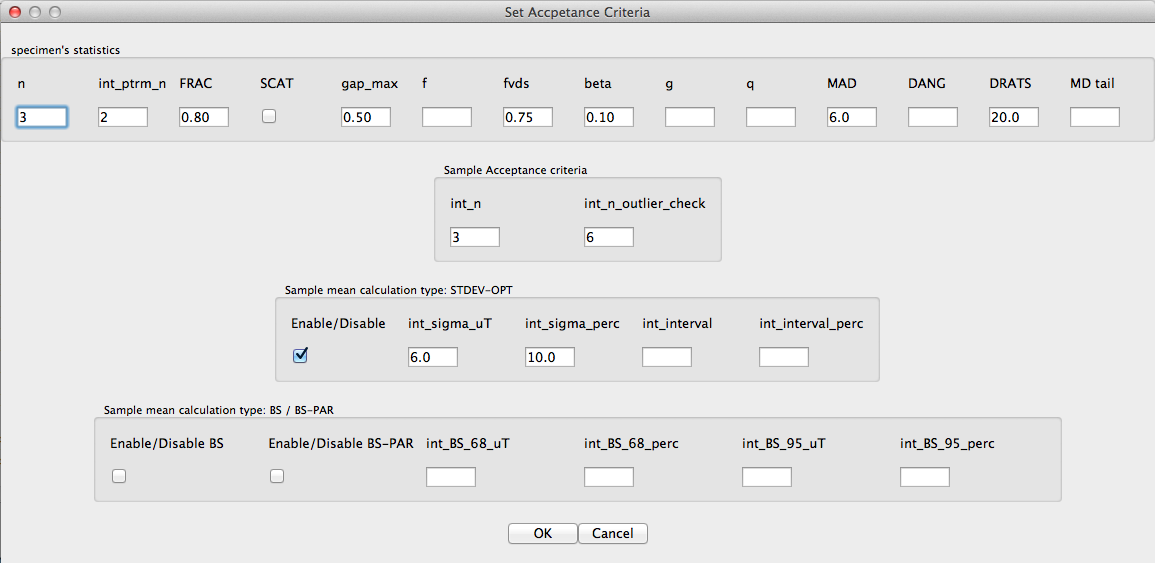 Set Accpetance Criteria
specimen's statistics
n int_ptrm_n FRAC SCAT gap_max f fvds beta g q MAD DANG DRATS MD tail
3 2 0.80 0.50 0.75 0.10 6.0 20.0
Sample Acceptance criteria
int_n int_n_outlier_check
3 6
Sample mean calculation type: STDEV-OPT
Enable/Disable int_sigma_uT int_sigma_perc int_interval int_interval_perc
6.0 10.0
Sample mean calculation type: BS / BS-PAR
Enable/Disable BS Enable/Disable BS-PAR int_BS_68_uT int_BS_68_perc int_BS_95_uT int_BS_95_perc
OK Cancel